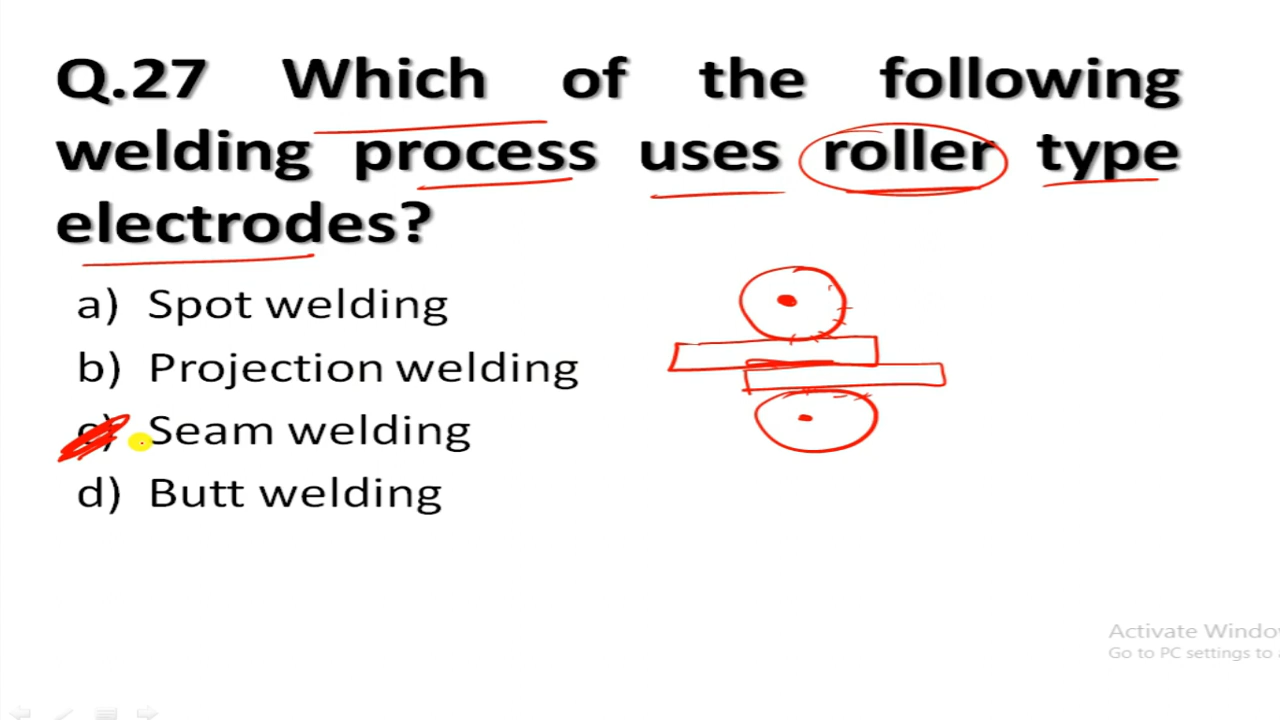 Q.27 Which of the following
welding process uses roller type
electrodes?
a) Spot welding
b) Projection welding
c) Seam welding
d) Butt welding
Activate Windo
Go to PC settings to